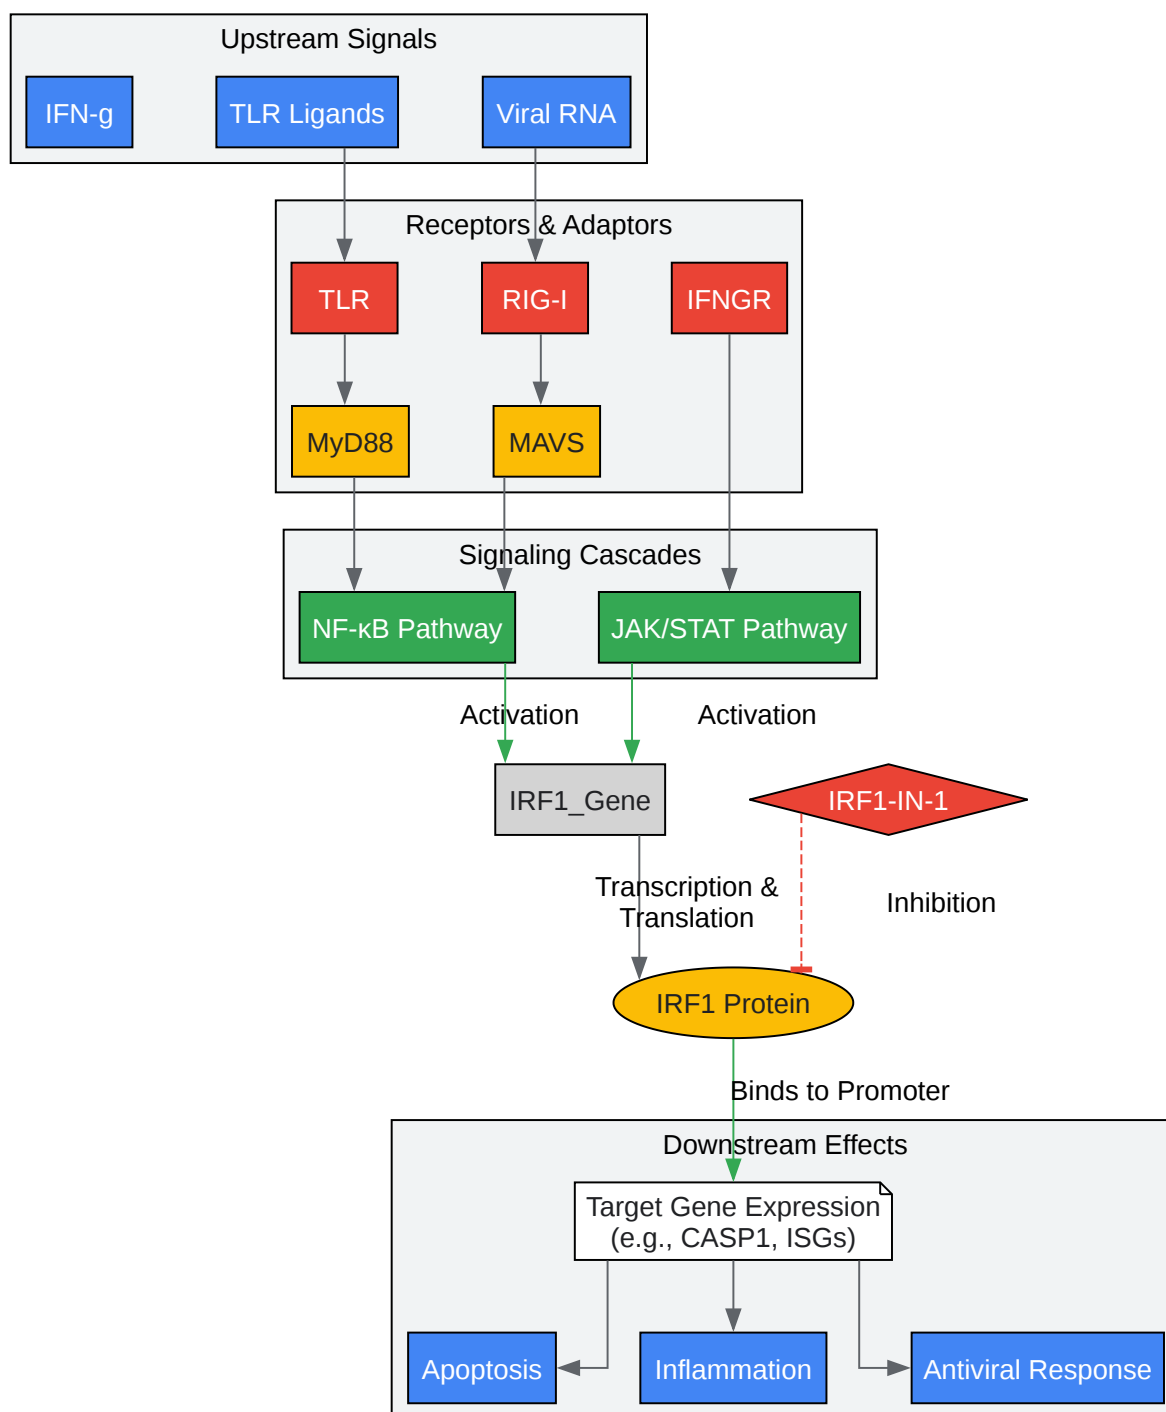 Upstream Signals
IFN-g
TLR Ligands
Viral RNA
Receptors & Adaptors
TLR
RIG-I
IFNGR
MyD88
MAVS
Signaling Cascades
NF-κB Pathway
JAK/STAT Pathway
Activation
Activation
IRF1_Gene
IRF1-IN-1
Transcription &
Translation
Inhibition
IRF1 Protein
Binds to Promoter
Downstream Effects
Target Gene Expression
(e.g., CASP1, ISGs)
Apoptosis
Inflammation
Antiviral Response